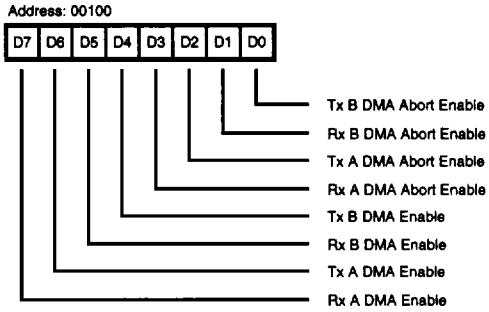 Address: 00100
D7 D6 D5 D4 D3 D2 D1 D0
Tx B DMA Abort Enable
Rx B DMA Abort Enable
Tx A DMA Abort Enable
Rx A DMA Abort Enable
Tx B DMA Enable
Rx B DMA Enable
Tx A DMA Enable
Rx A DMA Enable